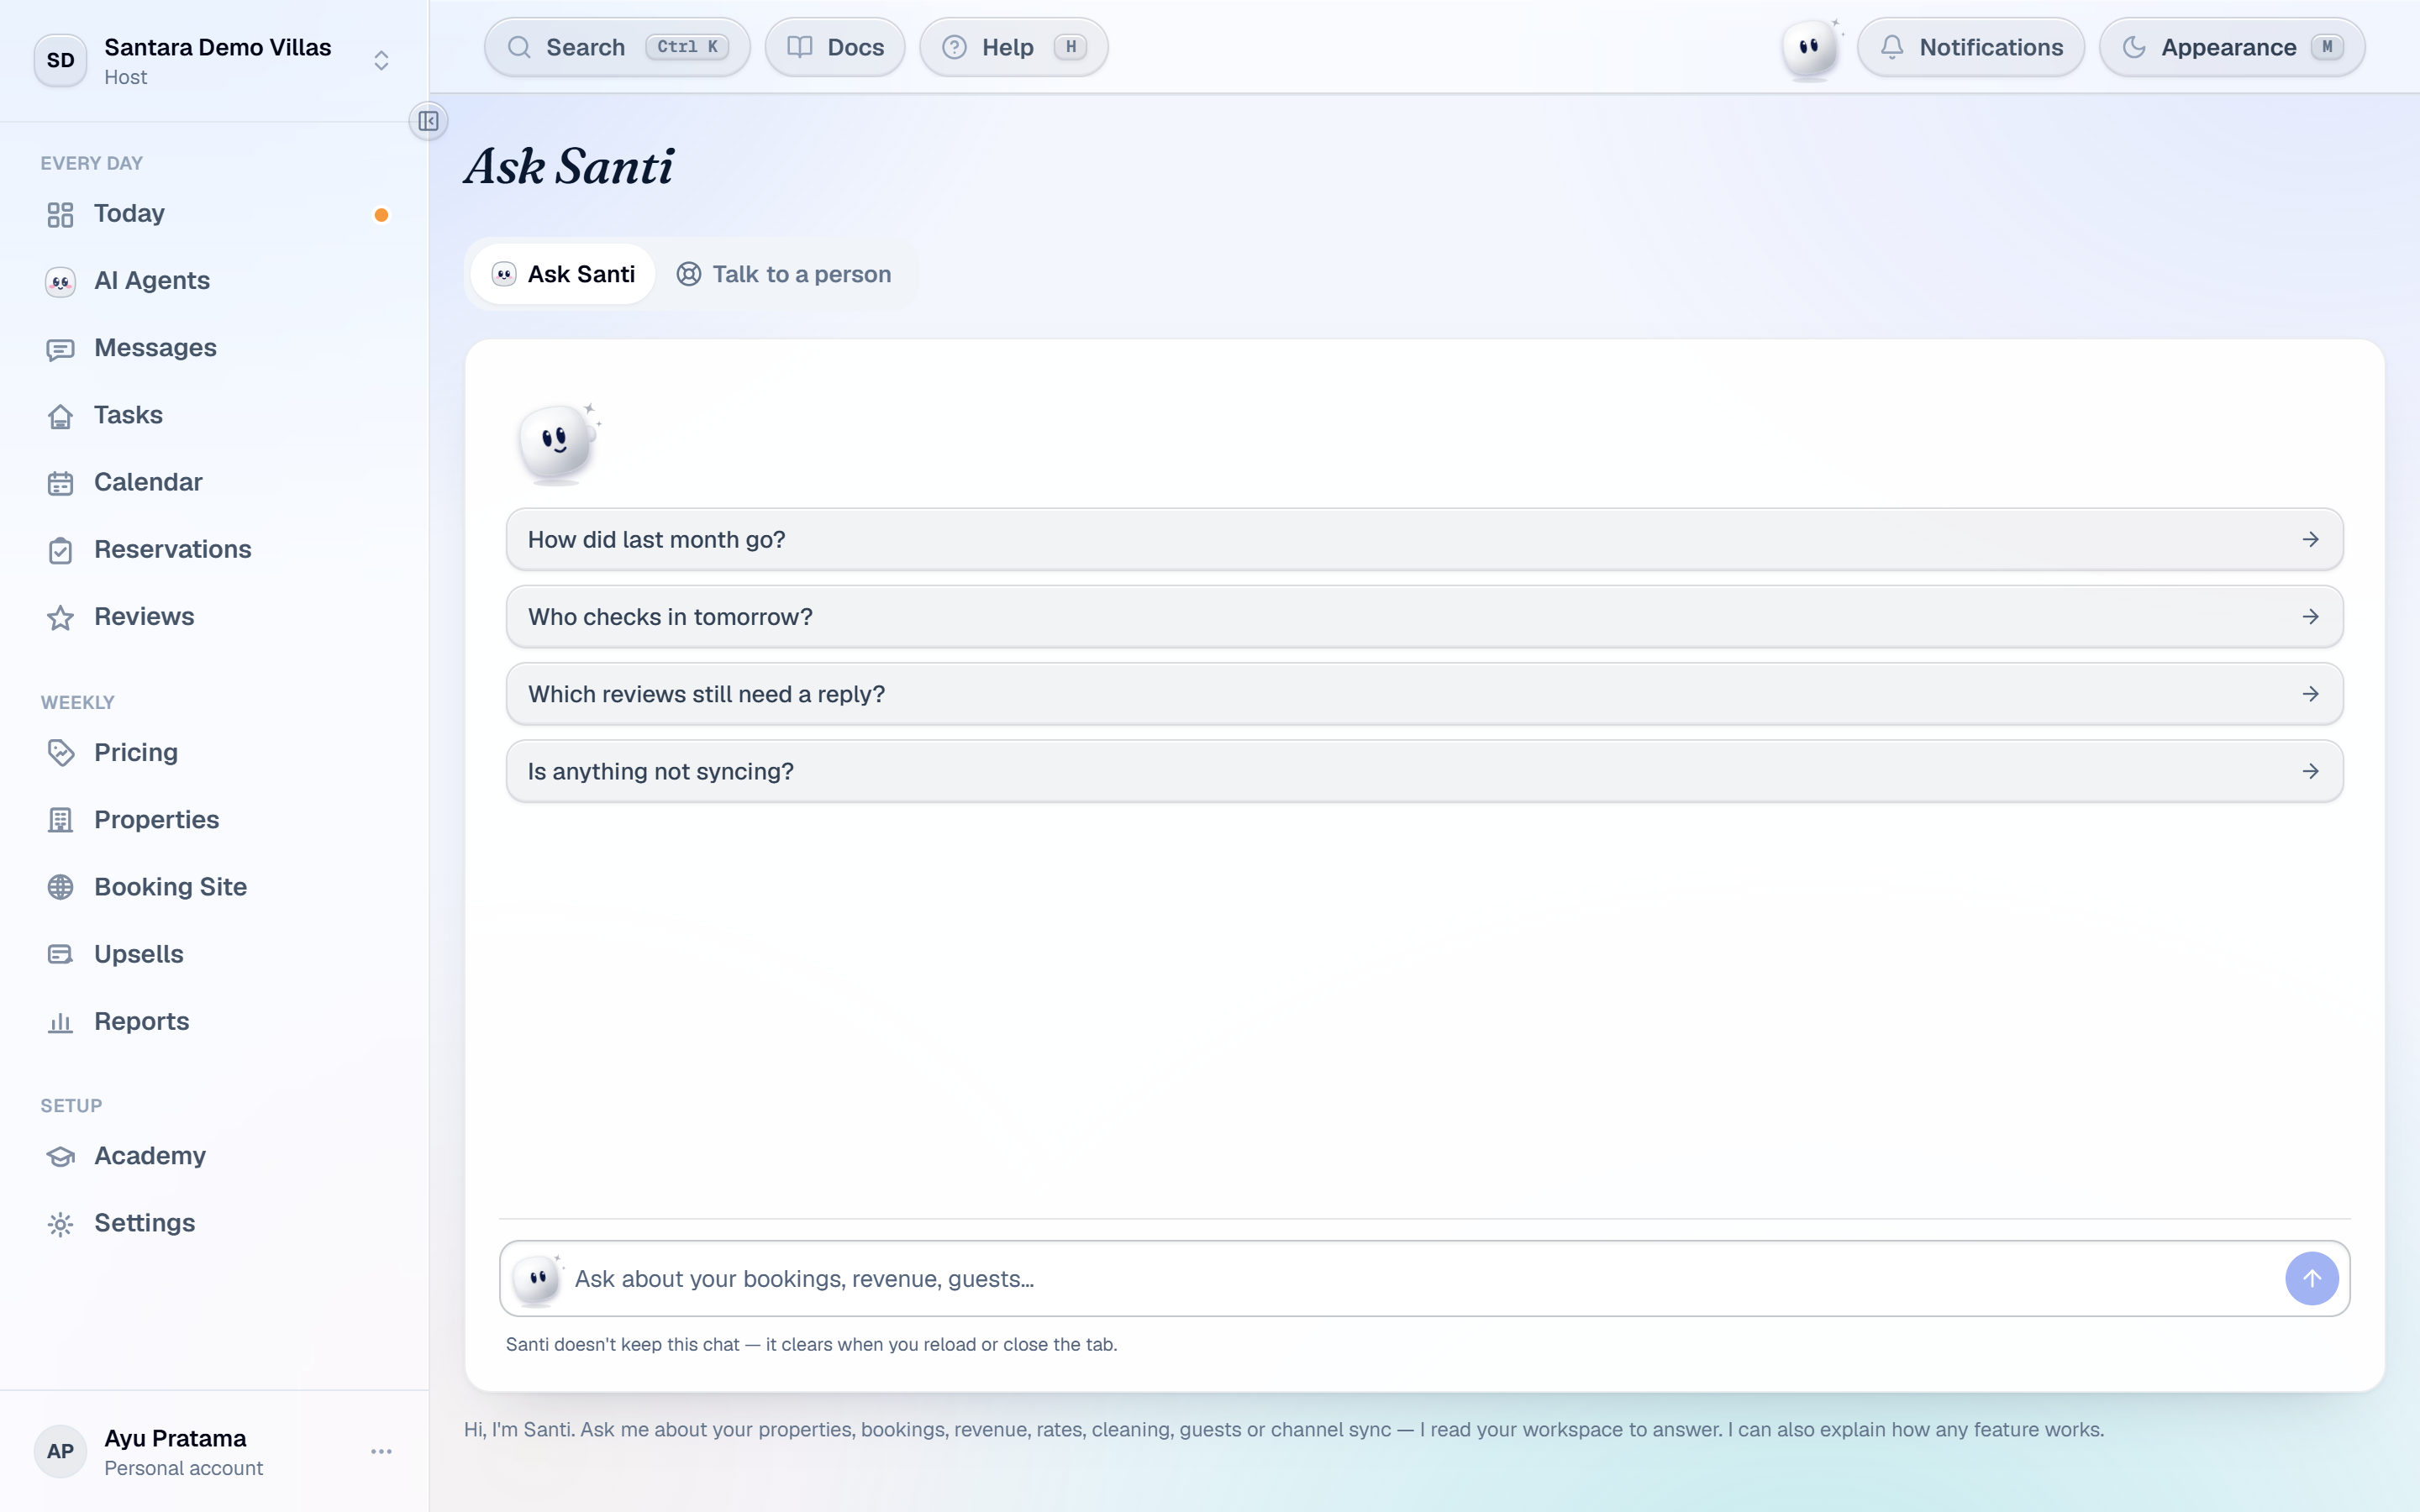 SD
Santara Demo Villas
Host
Search Ctrl K
Docs
Help H
Notifications
Appearance M
EVERY DAY
Today
AI Agents
Messages
Tasks
Calendar
Reservations
Reviews
WEEKLY
Pricing
Properties
Booking Site
Upsells
Reports
SETUP
Academy
Settings
AP
Ayu Pratama
Personal account
Ask Santi
Ask Santi
Talk to a person
How did last month go?
Who checks in tomorrow?
Which reviews still need a reply?
Is anything not syncing?
Ask about your bookings, revenue, guests...
Santi doesn't keep this chat — it clears when you reload or close the tab.
Hi, I'm Santi. Ask me about your properties, bookings, revenue, rates, cleaning, guests or channel sync — I read your workspace to answer. I can also explain how any feature works.